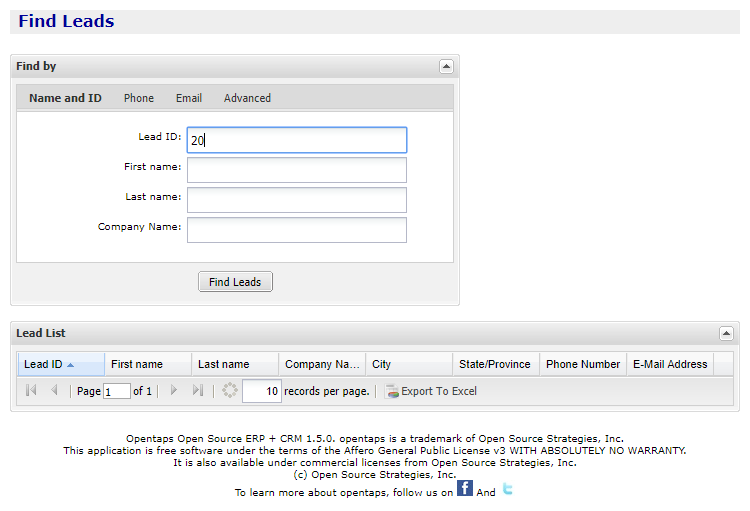 Find Leads
Find by
Name and ID Phone Email Advanced
Lead ID: 20
First name:
Last name:
Company Name:
Find Leads
Lead List
Lead ID First name Last name Company Na... City State/Province Phone Number E-Mail Address
Page 1 of 1 10 records per page. Export To Excel
Opentaps Open Source ERP + CRM 1.5.0. opentaps is a trademark of Open Source Strategies, Inc.
This application is free software under the terms of the Affero General Public License v3 WITH ABSOLUTELY NO WARRANTY.
It is also available under commercial licenses from Open Source Strategies, Inc.
(c) Open Source Strategies, Inc.
To learn more about opentaps, follow us on f And t